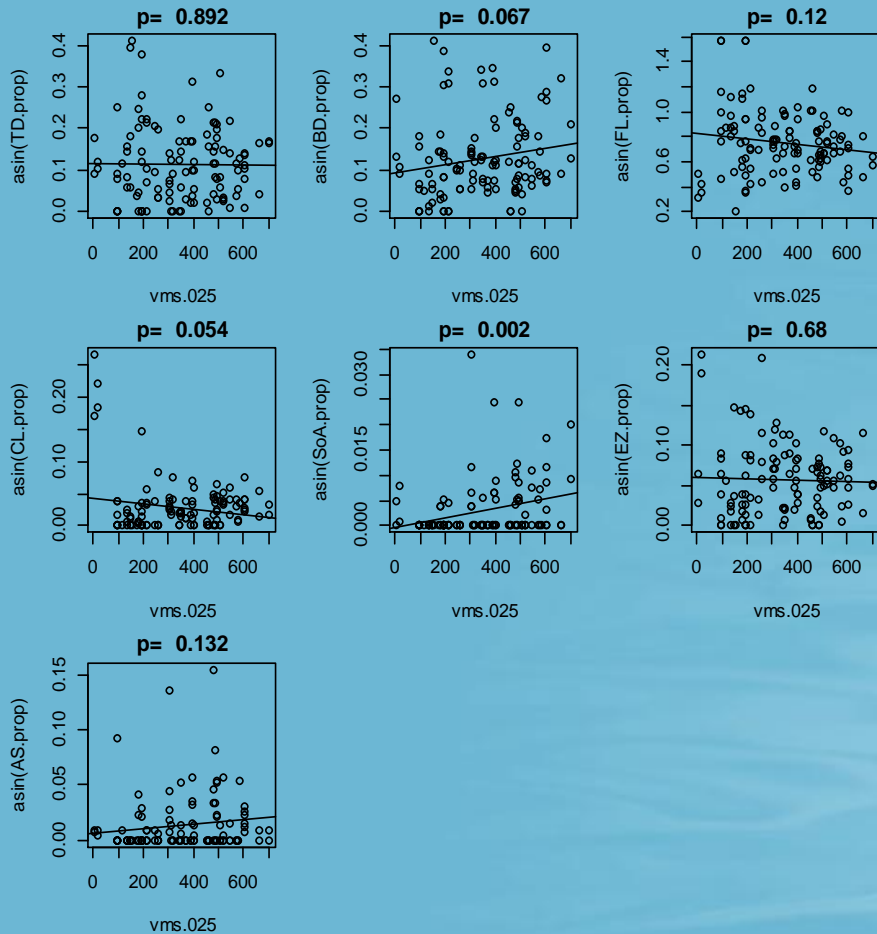 p= 0.892
asin(TD.prop)
0.0 0.1 0.2 0.3 0.4
0 200 400 600
vms.025
p= 0.067
asin(BD.prop)
0.0 0.1 0.2 0.3 0.4
0 200 400 600
vms.025
p= 0.12
asin(FL.prop)
0.2 0.6 1.0 1.4
0 200 400 600
vms.025
p= 0.054
asin(CL.prop)
0.00 0.10 0.20
0 200 400 600
vms.025
p= 0.002
asin(SoA.prop)
0.000 0.015 0.030
0 200 400 600
vms.025
p= 0.68
asin(EZ.prop)
0.00 0.10 0.20
0 200 400 600
vms.025
p= 0.132
asin(AS.prop)
0.00 0.05 0.10 0.15
0 200 400 600
vms.025